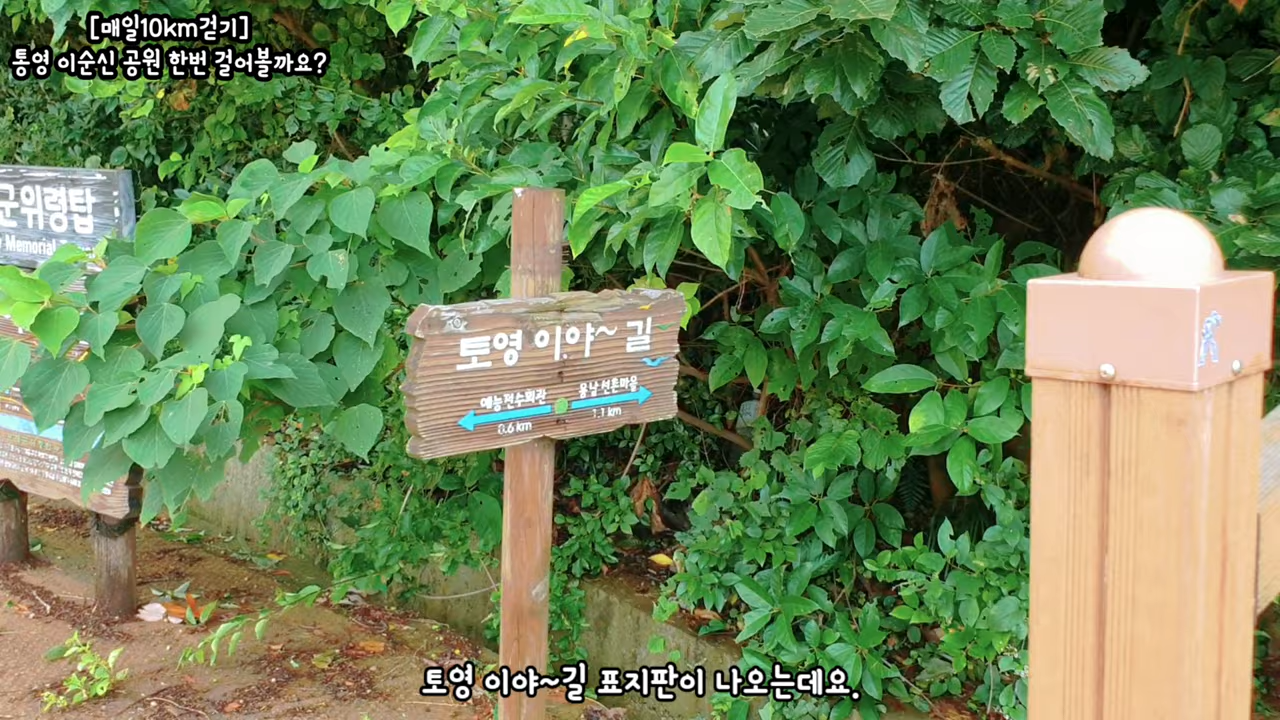 [매일10km걷기]
통영 이순신 공원 한번 걸어볼까요?
군위령탑
Memorial
토영 이야~ 길
예능전수회관
용남선촌마을
0.6 km
1.1 km
토영 이야~길 표지판이 나오는데요.